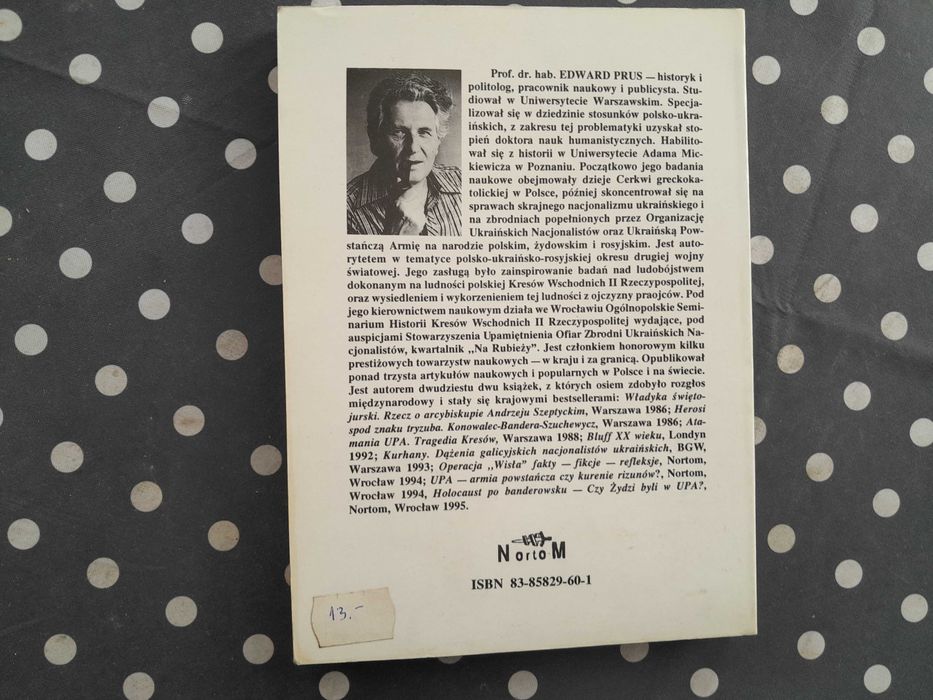 Prof. dr. hab. EDWARD PRUS — historyk i
politolog, pracownik naukowy i publicysta. Stu-
diował w Uniwersytecie Warszawskim. Specja-
lizował się w dziedzinie stosunków polsko-ukra-
ińskich, z zakresu tej problematyki uzyskał sto-
pień doktora nauk humanistycznych. Habilito-
wał się z historii w Uniwersytecie Adama Mic-
kiewicza w Poznaniu. Początkowo jego badania
naukowe obejmowały dzieje Cerkwi greckoka-
tolickiej w Polsce, później skoncentrował się na
sprawach skrajnego nacjonalizmu ukraińskiego i
na zbrodniach popełnionych przez Organizację
Ukraińskich Nacjonalistów oraz Ukraińską Pow-
stańczą Armię na narodzie polskim, żydowskim i rosyjskim. Jest auto-
rytetem w tematyce polsko-ukraińsko-rosyjskiej okresu drugiej wojny
światowej. Jego zasługą było zainspirowanie badań nad ludobójstwem
dokonanym na ludności polskiej Kresów Wschodnich II Rzeczypospolitej,
oraz wysiedleniem i wykorzenieniem tej ludności z ojczyzny praojców. Pod
jego kierownictwem naukowym działa we Wrocławiu Ogólnopolskie Semi-
narium Historii Kresów Wschodnich II Rzeczypospolitej wydające, pod
auspicjami Stowarzyszenia Upamiętnienia Ofiar Zbrodni Ukraińskich Na-
cjonalistów, kwartalnik „Na Rubieży”. Jest członkiem honorowym kilku
prestiżowych towarzystw naukowych — w kraju i za granicą. Opublikował
ponad trzysta artykułów naukowych i popularnych w Polsce i na świecie.
Jest autorem dwudziestu dwu książek, z których osiem zdobyło rozgłos
międzynarodowy i stały się krajowymi bestsellerami: Władyka święto-
jurski. Rzecz o arcybiskupie Andrzeju Szeptyckim, Warszawa 1986; Herosi
spod znaku tryzuba. Konowalec-Bandera-Szuchewycz, Warszawa 1986; Ata-
mania UPA. Tragedia Kresów, Warszawa 1988; Bluff XX wieku, Londyn
1992; Kurhany. Dążenia galicyjskich nacjonalistów ukraińskich, BGW,
Warszawa 1993; Operacja „Wisła” fakty — fikcje — refleksje, Nortom,
Wrocław 1994; UPA — armia powstańcza czy kurenie rizunów?, Nortom,
Wrocław 1994, Holocaust po banderowsku — Czy Żydzi byli w UPA?,
Nortom, Wrocław 1995.
NortoM
ISBN 83-85829-60-1
13.-